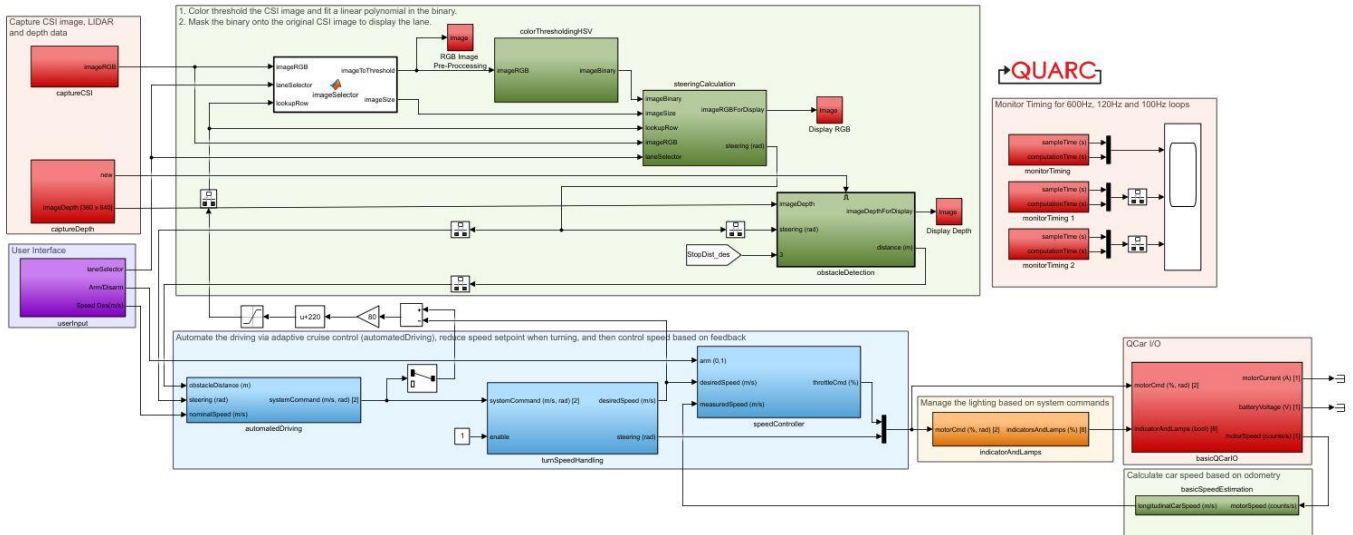 Capture CSI image, LIDAR
and depth data
imageRGB
captureCSI
new
imageDepth [360 x 640]
captureDepth
User Interface
laneSelector
Arm/Disarm
Speed Des(m/s)
userInput
1. Color threshold the CSI image and fit a linear polynomial in the binary.
2. Mask the binary onto the original CSI image to display the lane.
imageRGB
laneSelector
lookupRow
imageToThreshold
imageSize
imageSelector
Image
RGB Image
Pre-Proccessing
colorThresholdingHSV
imageRGB
imageBinary
steeringCalculation
imageBinary
imageSize
lookupRow
imageRGB
laneSelector
imageRGBForDisplay
steering (rad)
Image
Display RGB
imageDepth
steering (rad)
3
imageDepthForDisplay
distance (m)
obstacleDetection
StopDist_des
Image
Display Depth
QUARC
Monitor Timing for 600Hz, 120Hz and 100Hz loops
sampleTime (s)
computationTime (s)
monitorTiming
sampleTime (s)
computationTime (s)
monitorTiming 1
sampleTime (s)
computationTime (s)
monitorTiming 2
u+220
80
Automate the driving via adaptive cruise control (automatedDriving), reduce speed setpoint when turning, and then control speed based on feedback
obstacleDistance (m)
steering (rad)
nominalSpeed (m/s)
systemCommand (m/s, rad) [2]
automatedDriving
1
systemCommand (m/s, rad) [2]
enable
desiredSpeed (m/s)
steering (rad)
turnSpeedHandling
arm (0,1)
desiredSpeed (m/s)
measuredSpeed (m/s)
throttleCmd (%)
speedController
Manage the lighting based on system commands
motorCmd (%, rad) [2]
indicatorsAndLamps (%) [8]
indicatorAndLamps
QCar I/O
motorCmd (%, rad) [2]
indicatorAndLamps (bool) [8]
motorCurrent (A) [1]
batteryVoltage (V) [1]
motorSpeed (counts/s) [1]
basicQCarIO
Calculate car speed based on odometry
basicSpeedEstimation
longitudinalCarSpeed (m/s)
motorSpeed (counts/s)